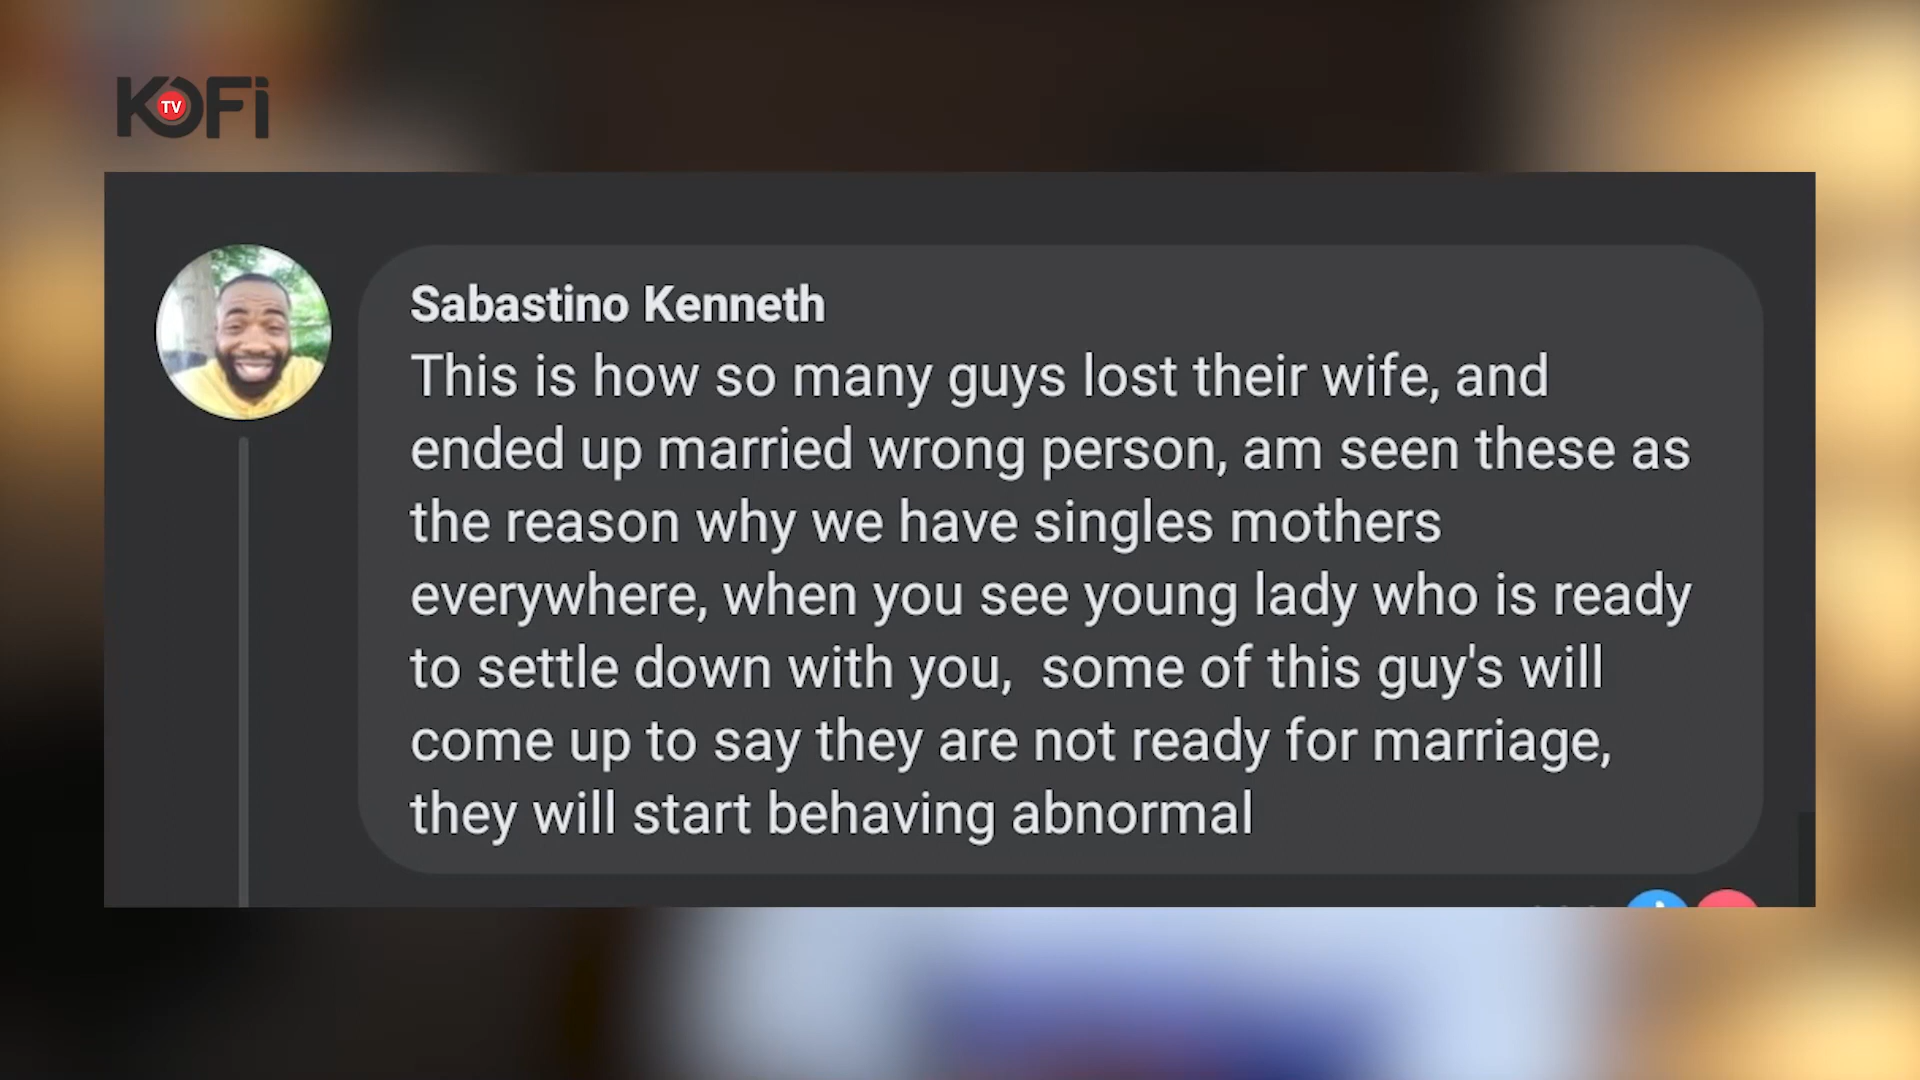 KOFi
TV
Sabastino Kenneth
This is how so many guys lost their wife, and
ended up married wrong person, am seen these as
the reason why we have singles mothers
everywhere, when you see young lady who is ready
to settle down with you,  some of this guy's will
come up to say they are not ready for marriage,
they will start behaving abnormal